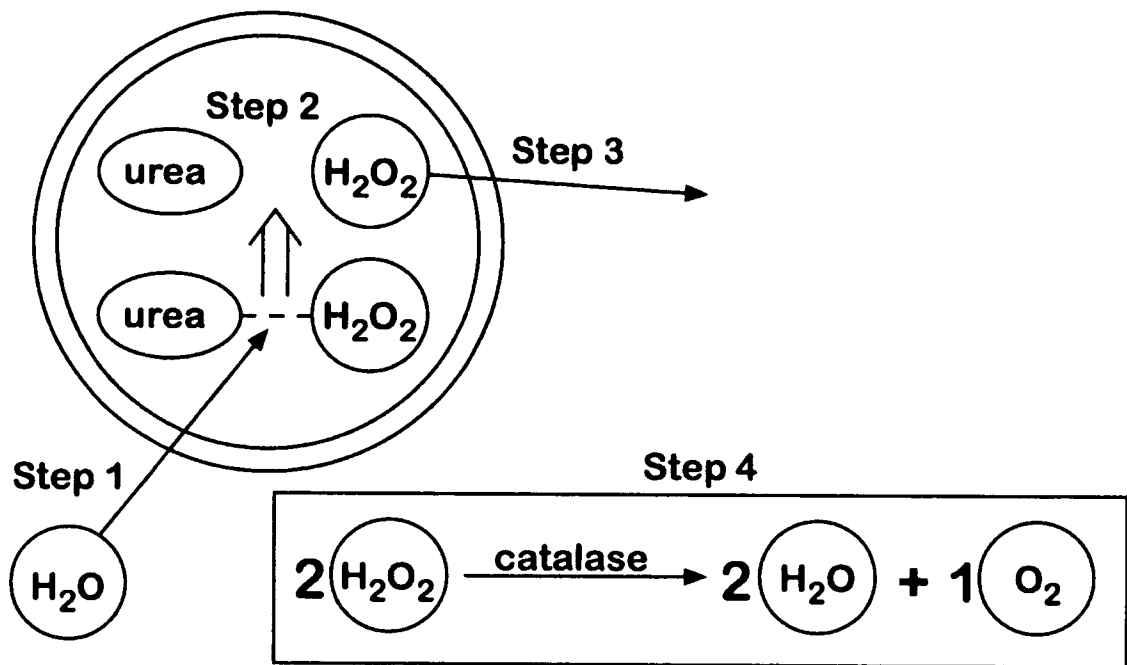 Step 2
urea
H₂O₂
Step 3
urea
H₂O₂
Step 1
H₂O
Step 4
2 H₂O₂ catalase 2 H₂O + 1 O₂